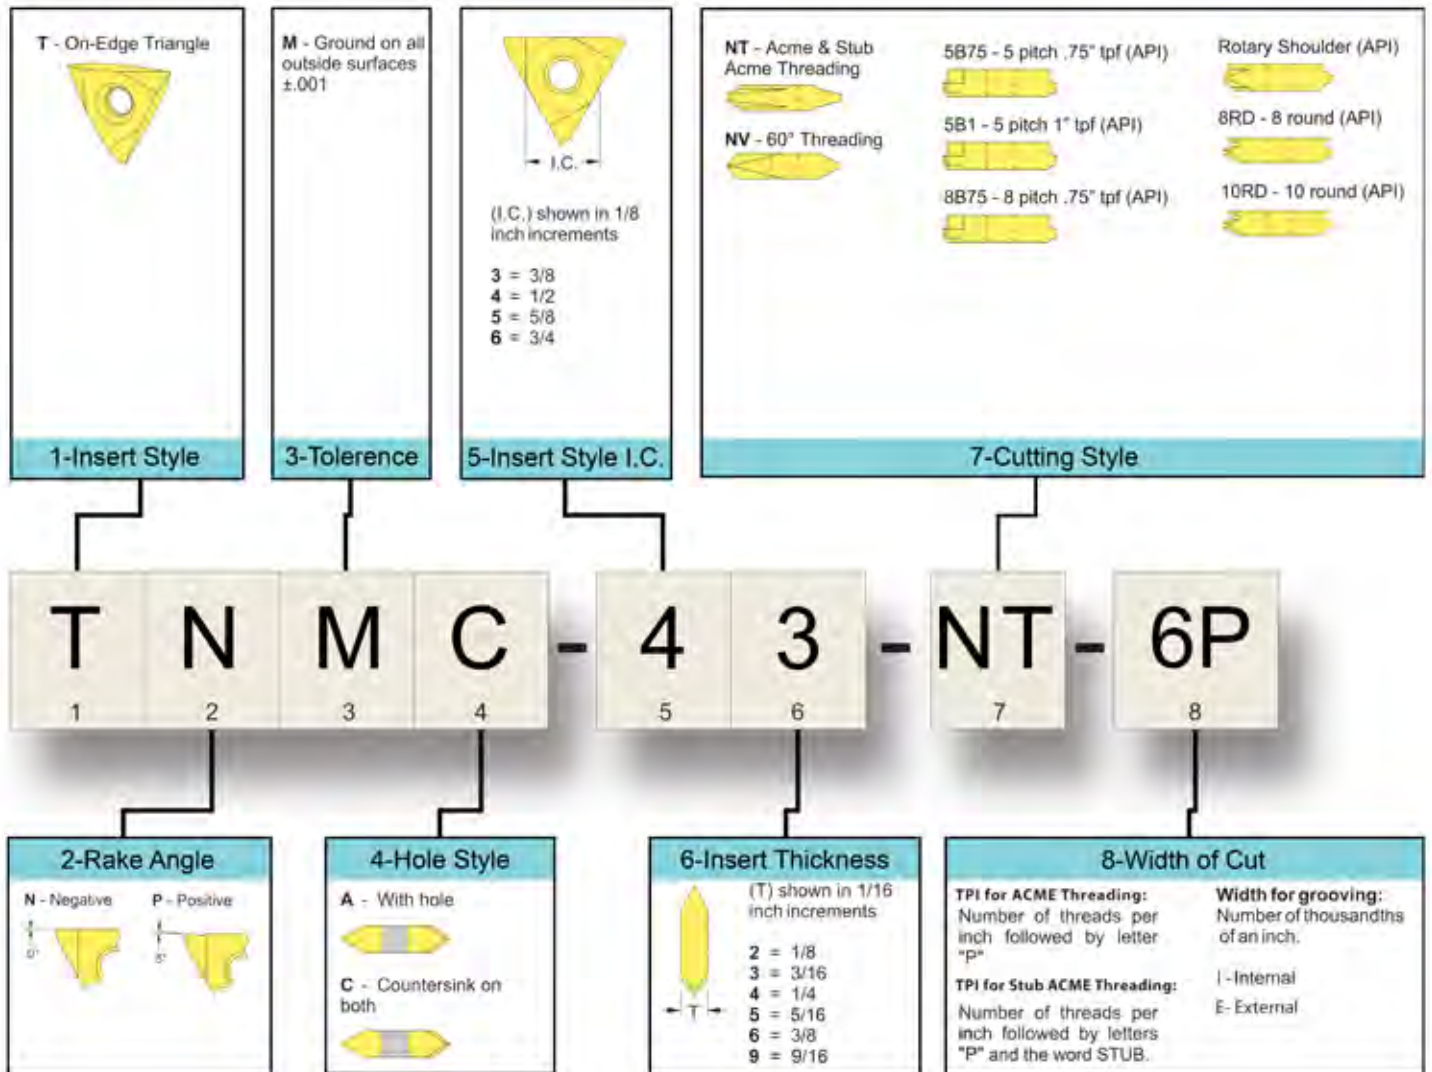 T - On-Edge Triangle
1-Insert Style
M - Ground on all
outside surfaces
±.001
3-Tolerence
I.C.
(I.C.) shown in 1/8
inch increments
3 = 3/8
4 = 1/2
5 = 5/8
6 = 3/4
5-Insert Style I.C.
NT - Acme & Stub
Acme Threading
NV - 60° Threading
5B75 - 5 pitch .75" tpf (API)
5B1 - 5 pitch 1" tpf (API)
8B75 - 8 pitch .75" tpf (API)
Rotary Shoulder (API)
8RD - 8 round (API)
10RD - 10 round (API)
7-Cutting Style
T N M C - 4 3 - NT - 6P
1 2 3 4 5 6 7 8
2-Rake Angle
N - Negative
P - Positive
4-Hole Style
A - With hole
C - Countersink on
both
6-Insert Thickness
(T) shown in 1/16
inch increments
T
2 = 1/8
3 = 3/16
4 = 1/4
5 = 5/16
6 = 3/8
9 = 9/16
8-Width of Cut
TPI for ACME Threading:
Number of threads per
inch followed by letter
"P"
TPI for Stub ACME Threading:
Number of threads per
inch followed by letters
"P" and the word STUB.
Width for grooving:
Number of thousandths
of an inch.
I - Internal
E- External